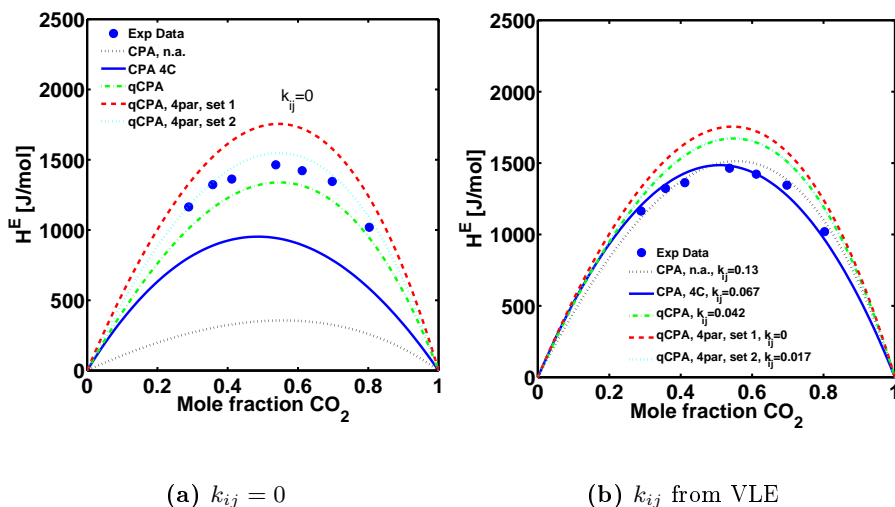 2500
2000
1500
1000
500
0
H^E [J/mol]
Exp Data
CPA, n.a.
CPA 4C
qCPA
qCPA, 4par, set 1
qCPA, 4par, set 2
k_ij=0
0 0.2 0.4 0.6 0.8 1
Mole fraction CO_2
(a) k_ij = 0
2500
2000
1500
1000
500
0
H^E [J/mol]
Exp Data
CPA, n.a., k_ij=0.13
CPA, 4C, k_ij=0.067
qCPA, k_ij=0.042
qCPA, 4par, set 1, k_ij=0
qCPA, 4par, set 2, k_ij=0.017
0 0.2 0.4 0.6 0.8 1
Mole fraction CO_2
(b) k_ij from VLE